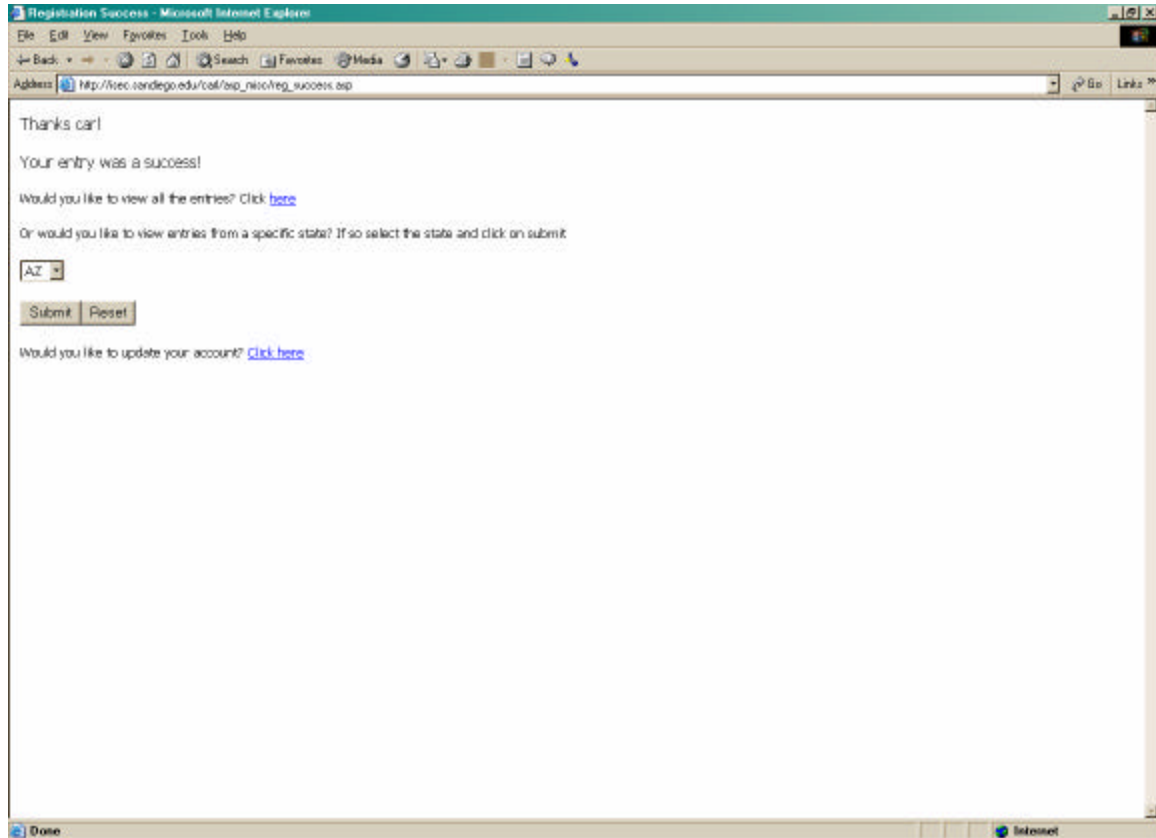 Registration Success - Microsoft Internet Explorer
File Edit View Favorites Tools Help
Back Search Favorites Media
Address http://isec.sandiego.edu/carl/asp_misc/reg_success.asp Go Links »
Thanks carl
Your entry was a success!
Would you like to view all the entries? Click here
Or would you like to view entries from a specific state? If so select the state and click on submit
AZ
Submit Reset
Would you like to update your account? Click here
Done Internet